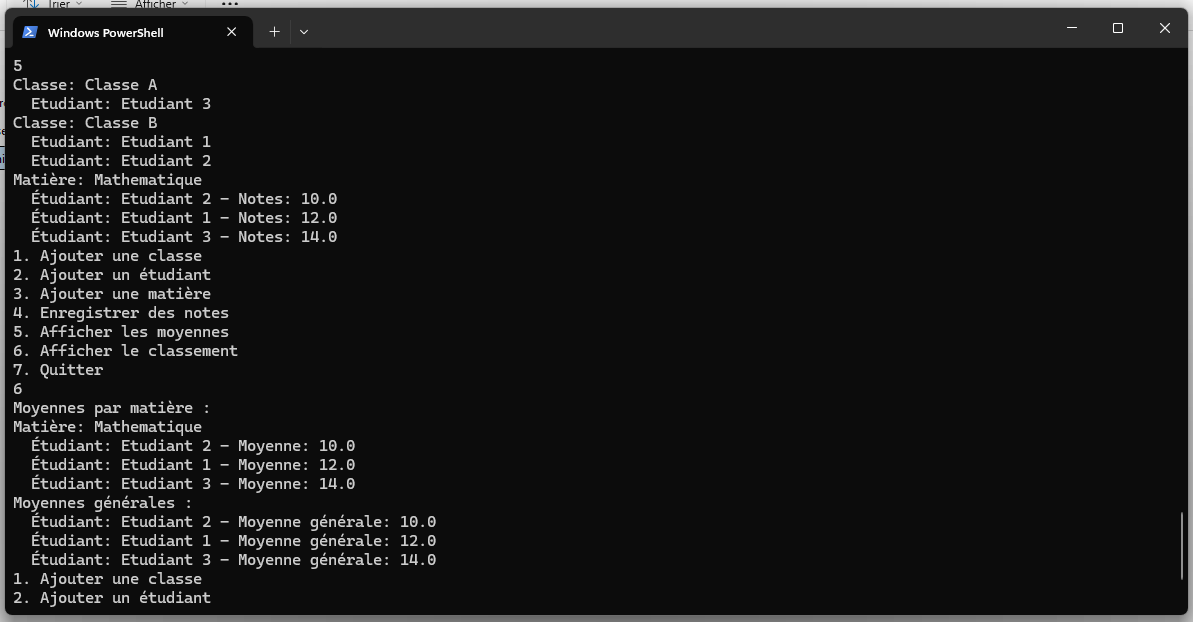 Trier
Afficher
Windows PowerShell
5
Classe: Classe A
  Etudiant: Etudiant 3
Classe: Classe B
  Etudiant: Etudiant 1
  Etudiant: Etudiant 2
Matière: Mathematique
  Étudiant: Etudiant 2 - Notes: 10.0
  Étudiant: Etudiant 1 - Notes: 12.0
  Étudiant: Etudiant 3 - Notes: 14.0
1. Ajouter une classe
2. Ajouter un étudiant
3. Ajouter une matière
4. Enregistrer des notes
5. Afficher les moyennes
6. Afficher le classement
7. Quitter
6
Moyennes par matière :
Matière: Mathematique
  Étudiant: Etudiant 2 - Moyenne: 10.0
  Étudiant: Etudiant 1 - Moyenne: 12.0
  Étudiant: Etudiant 3 - Moyenne: 14.0
Moyennes générales :
  Étudiant: Etudiant 2 - Moyenne générale: 10.0
  Étudiant: Etudiant 1 - Moyenne générale: 12.0
  Étudiant: Etudiant 3 - Moyenne générale: 14.0
1. Ajouter une classe
2. Ajouter un étudiant